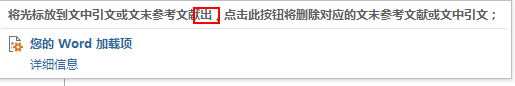 将光标放到文中引文或文末参考文献出，点击此按钮将删除对应的文末参考文献或文中引文；
您的 Word 加载项
详细信息